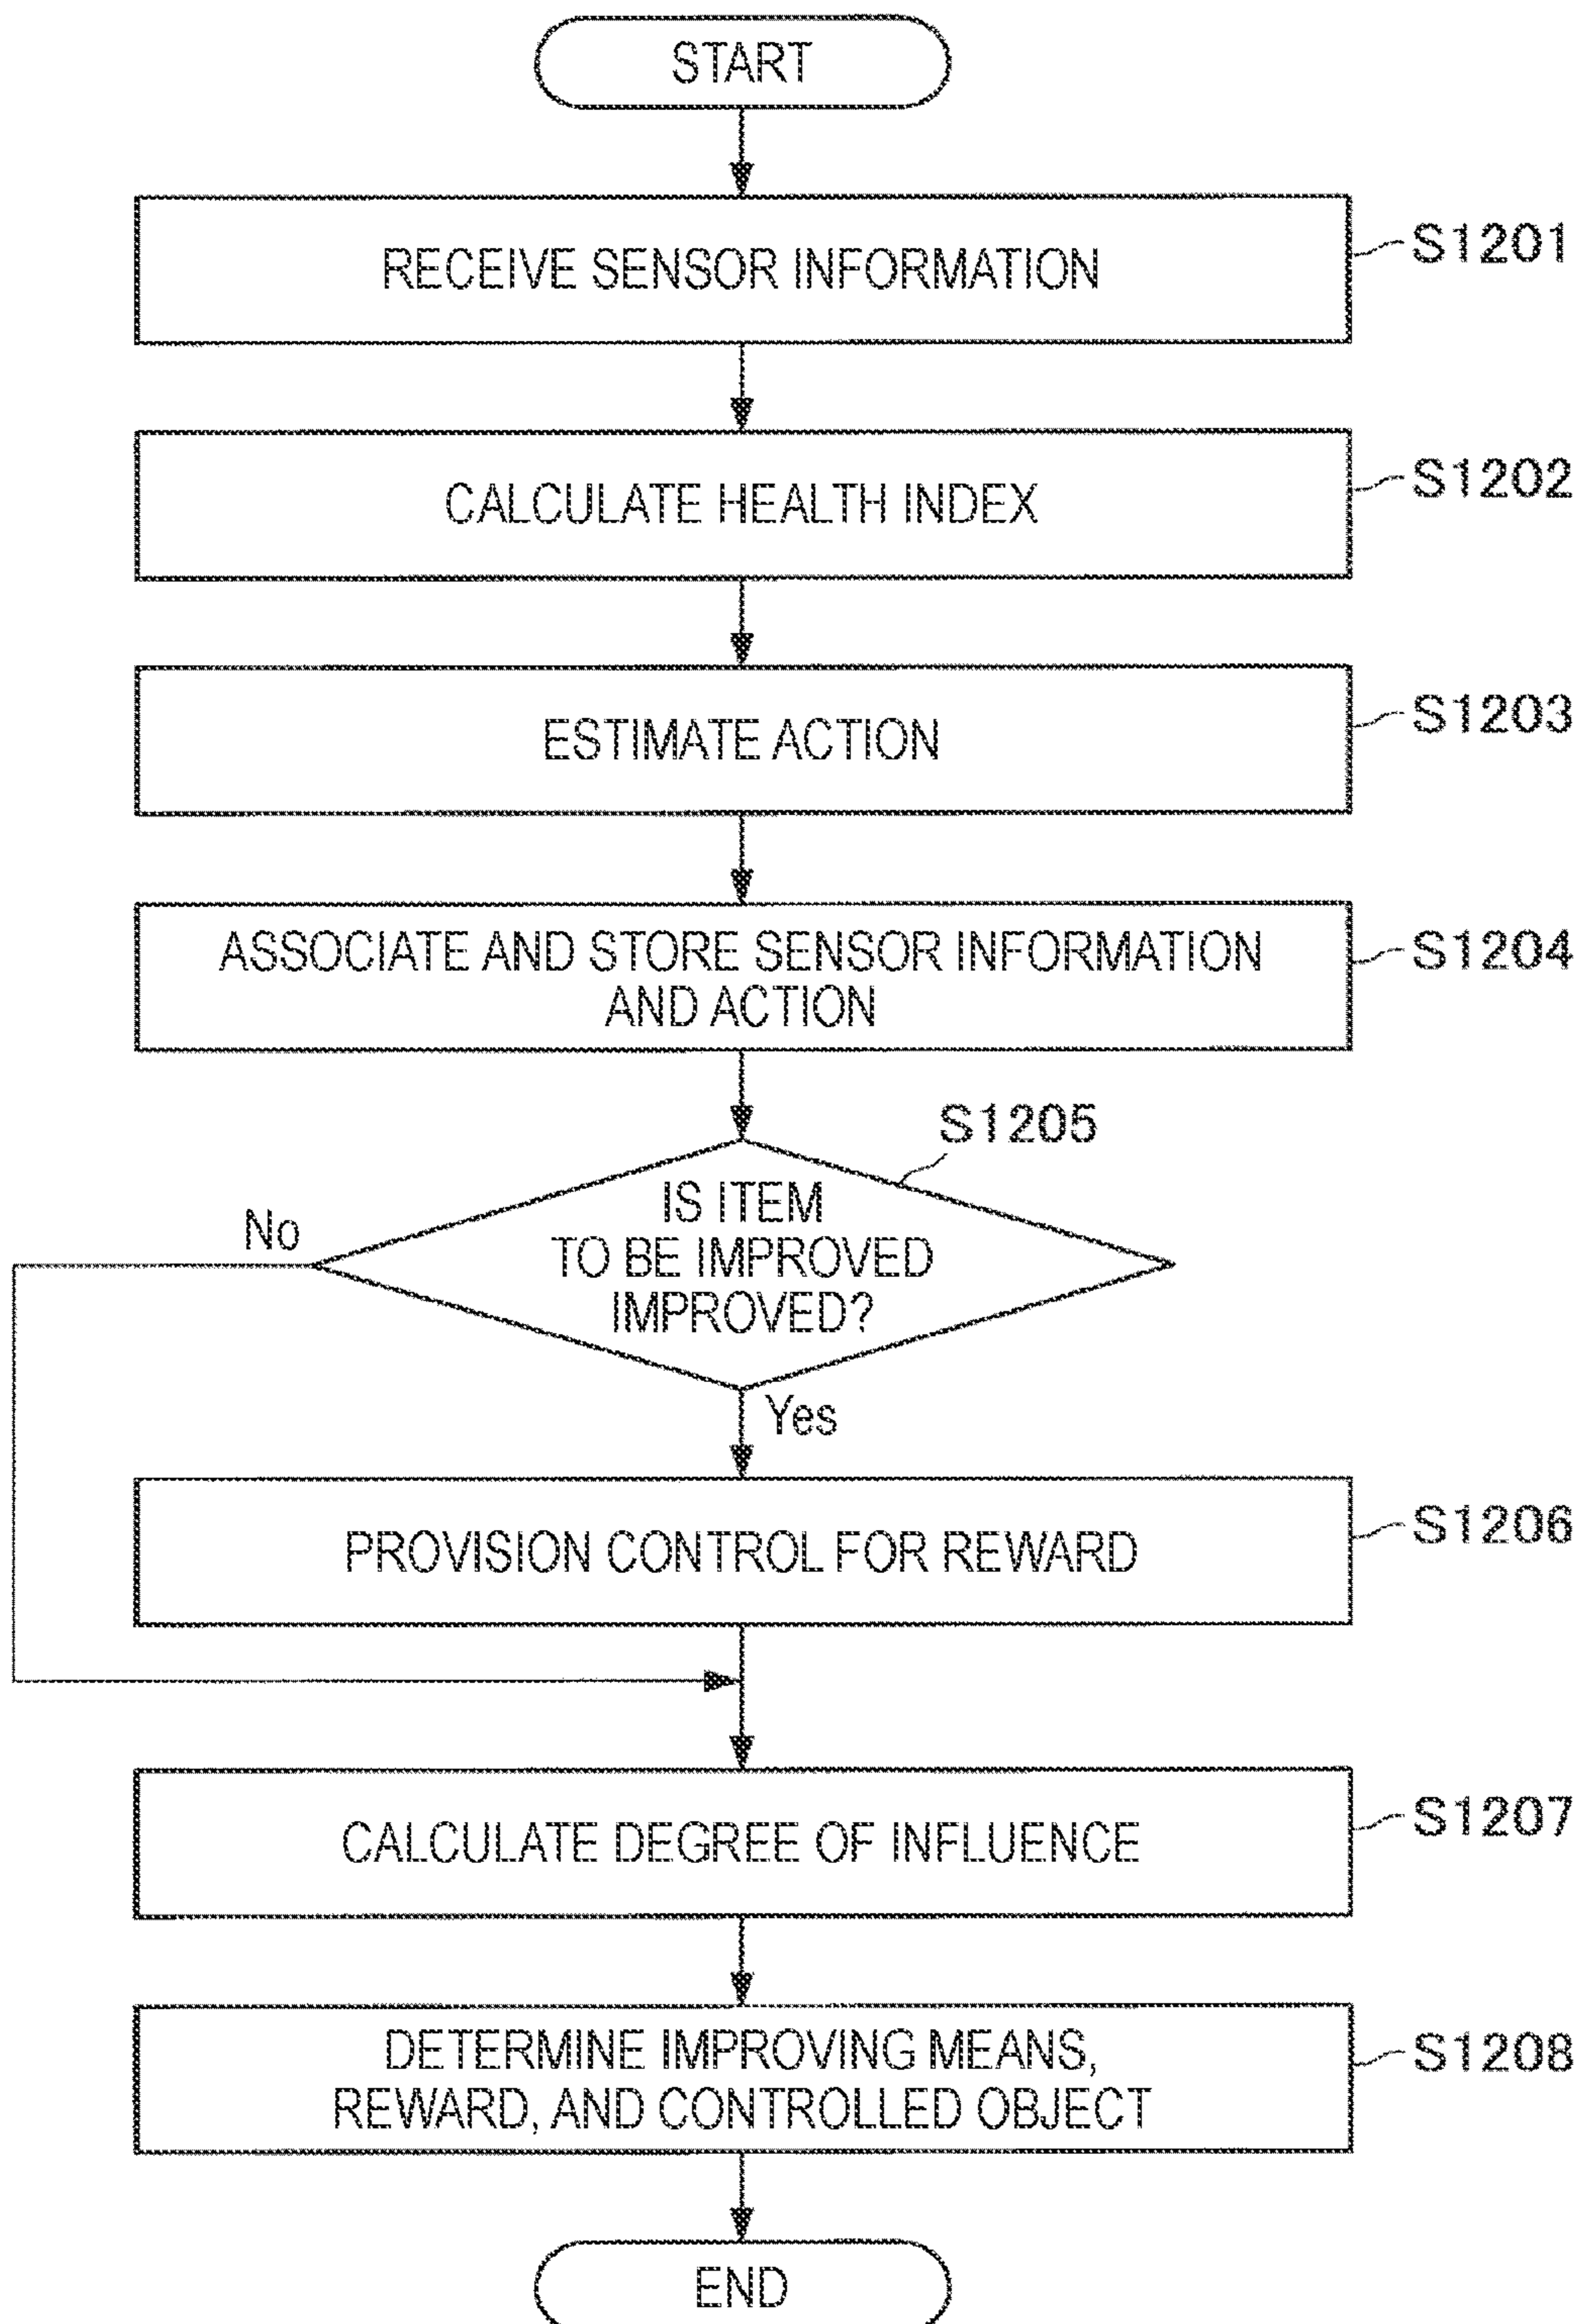 START
RECEIVE SENSOR INFORMATION
S1201
CALCULATE HEALTH INDEX
S1202
ESTIMATE ACTION
S1203
ASSOCIATE AND STORE SENSOR INFORMATION
AND ACTION
S1204
S1205
IS ITEM
TO BE IMPROVED
IMPROVED?
No
Yes
PROVISION CONTROL FOR REWARD
S1206
CALCULATE DEGREE OF INFLUENCE
S1207
DETERMINE IMPROVING MEANS,
REWARD, AND CONTROLLED OBJECT
S1208
END